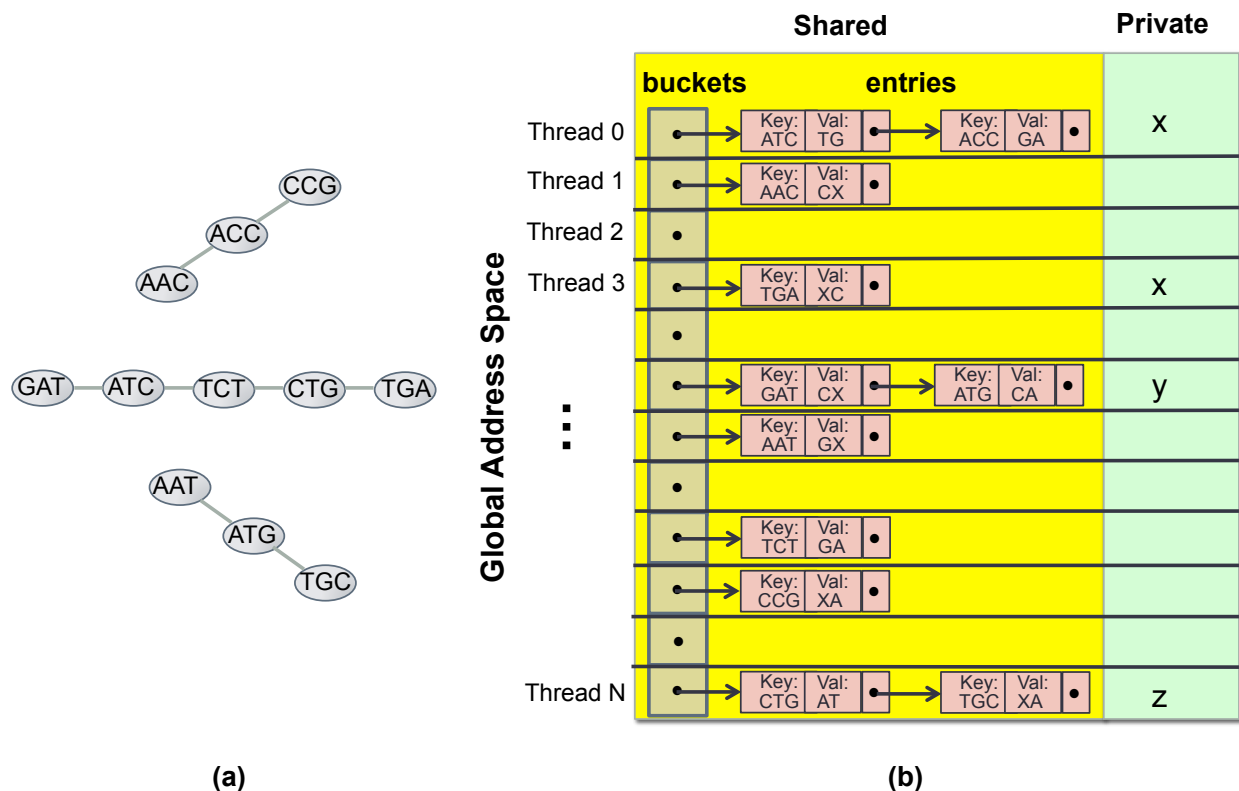 CCG
ACC
AAC
GAT ATC TCT CTG TGA
AAT
ATG
TGC
(a)
Global Address Space
Shared Private
buckets entries
Thread 0
Key: Val: Key: Val:
ATC TG ACC GA
x
Thread 1
Key: Val:
AAC CX
Thread 2
Thread 3
Key: Val:
TGA XC
x
...
Key: Val: Key: Val:
GAT CX ATG CA
y
Key: Val:
AAT GX
Key: Val:
TCT GA
Key: Val:
CCG XA
Thread N
Key: Val: Key: Val:
CTG AT TGC XA
z
(b)